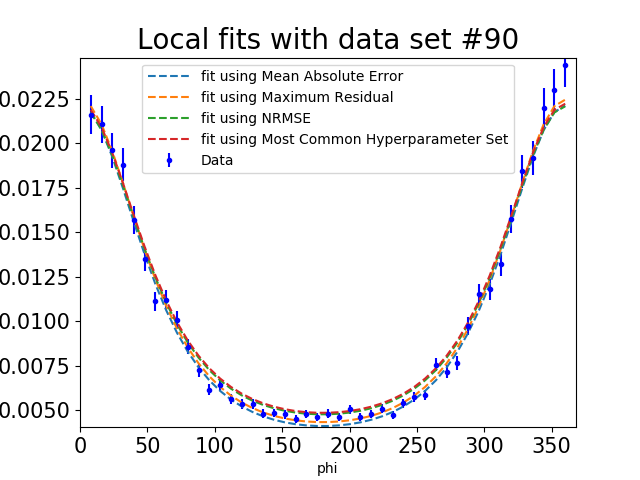 Local fits with data set #90
fit using Mean Absolute Error
fit using Maximum Residual
fit using NRMSE
fit using Most Common Hyperparameter Set
Data
0.0225
0.0200
0.0175
0.0150
0.0125
0.0100
0.0075
0.0050
0 50 100 150 200 250 300 350
phi